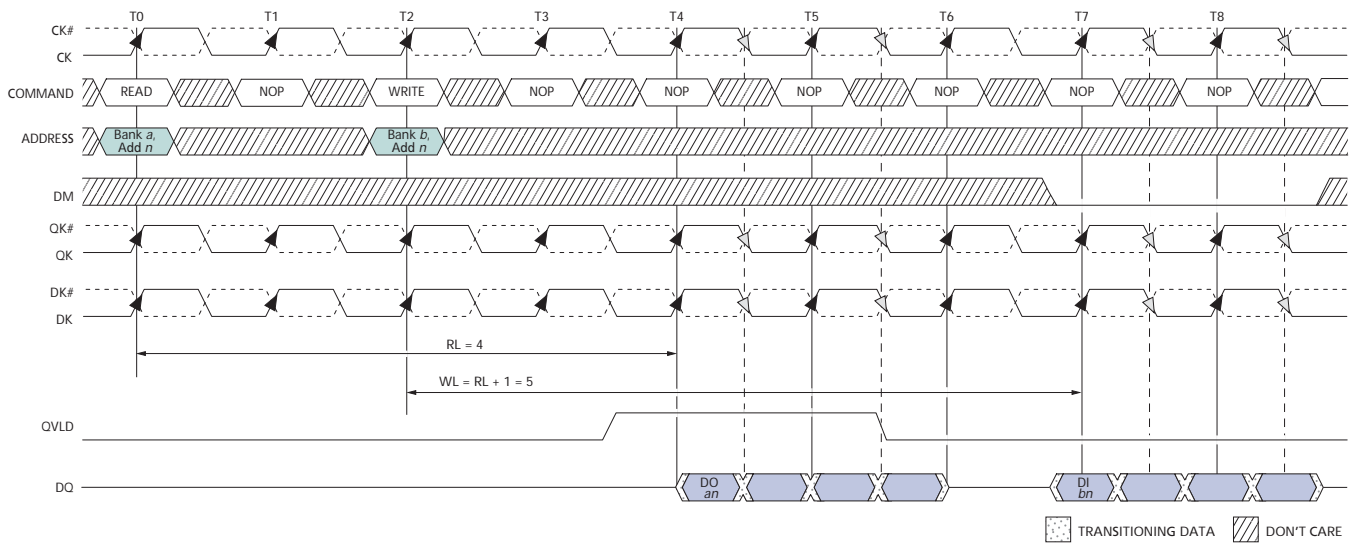 T0 T1 T2 T3 T4 T5 T6 T7 T8
CK#
CK
COMMAND READ NOP WRITE NOP NOP NOP NOP NOP NOP
ADDRESS Bank a, Add n Bank b, Add n
DM
QK#
QK
DK#
DK
RL = 4
WL = RL + 1 = 5
QVLD
DQ DO an DI bn
TRANSITIONING DATA DON'T CARE